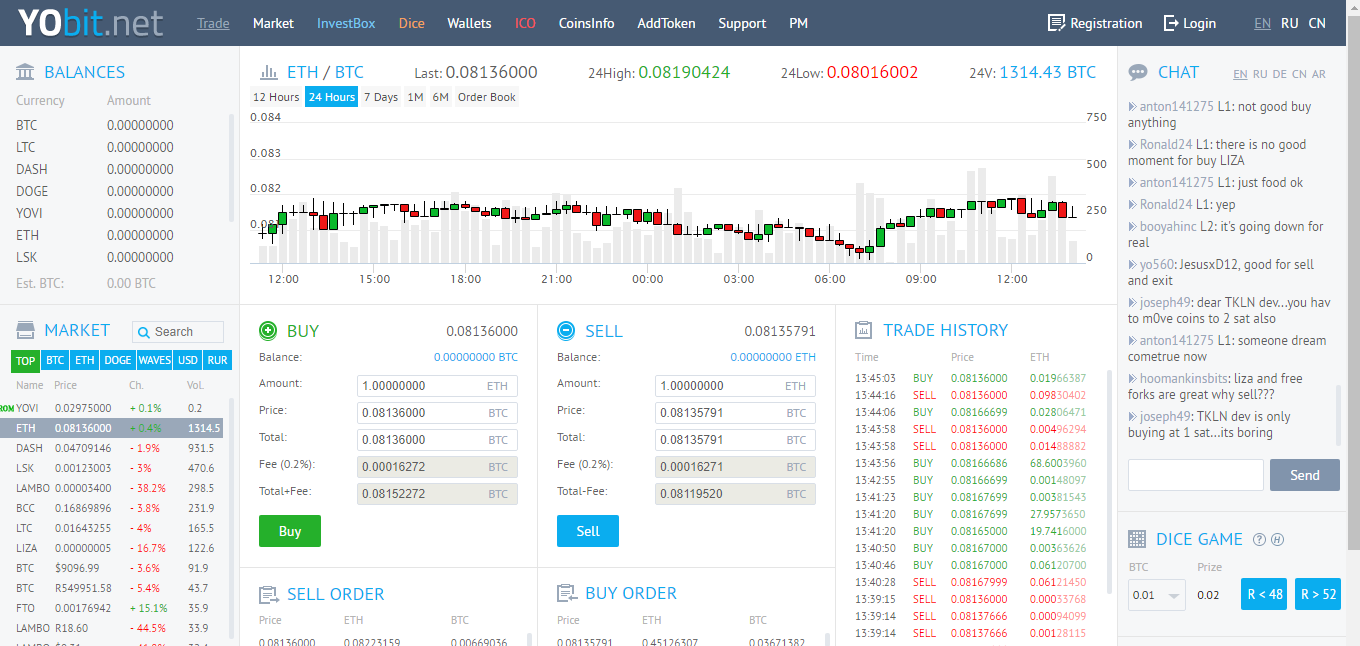 YObit.net
Trade Market InvestBox Dice Wallets ICO CoinsInfo AddToken Support PM Registration Login EN RU CN
BALANCES
Currency Amount
BTC 0.00000000
LTC 0.00000000
DASH 0.00000000
DOGE 0.00000000
YOVI 0.00000000
ETH 0.00000000
LSK 0.00000000
Est. BTC: 0.00 BTC
MARKET Search
TOP BTC ETH DOGE WAVES USD RUR
Name Price Ch. Vol.
YOVI 0.02975000 + 0.1% 0.2
ETH 0.08136000 + 0.4% 1314.5
DASH 0.04709146 - 1.9% 931.5
LSK 0.00123003 - 3% 470.6
LAMBO 0.00003400 - 38.2% 298.5
BCC 0.16869896 - 3.8% 231.9
LTC 0.01643255 - 4% 165.5
LIZA 0.00000005 - 16.7% 122.6
BTC $9096.99 - 3.6% 91.9
BTC R549951.58 - 5.4% 43.7
FTO 0.00176942 + 15.1% 35.9
LAMBO R18.60 - 44.5% 33.9
ETH / BTC Last: 0.08136000 24High: 0.08190424 24Low: 0.08016002 24V: 1314.43 BTC
12 Hours 24 Hours 7 Days 1M 6M Order Book
0.084 750
0.083 500
0.082 250
0.081 0
12:00 15:00 18:00 21:00 00:00 03:00 06:00 09:00 12:00
BUY 0.08136000
Balance: 0.00000000 BTC
Amount: 1.00000000 ETH
Price: 0.08136000 BTC
Total: 0.08136000 BTC
Fee (0.2%): 0.00016272 BTC
Total+Fee: 0.08152272 BTC
Buy
SELL 0.08135791
Balance: 0.00000000 ETH
Amount: 1.00000000 ETH
Price: 0.08135791 BTC
Total: 0.08135791 BTC
Fee (0.2%): 0.00016271 BTC
Total-Fee: 0.08119520 BTC
Sell
SELL ORDER
Price ETH BTC
0.08136000 0.08223159 0.00669036
BUY ORDER
Price ETH BTC
0.08135791 0.45126307 0.03671382
TRADE HISTORY
Time Price ETH
13:45:03 BUY 0.08136000 0.01966387
13:44:16 SELL 0.08136000 0.09830402
13:44:06 BUY 0.08166699 0.02806471
13:43:58 SELL 0.08136000 0.00496294
13:43:58 SELL 0.08136000 0.01488882
13:43:56 BUY 0.08166686 68.6003960
13:42:55 BUY 0.08166699 0.00148097
13:41:23 BUY 0.08167699 0.00381543
13:41:20 BUY 0.08167699 27.9573650
13:41:20 BUY 0.08165000 19.7416000
13:40:50 BUY 0.08167000 0.00363626
13:40:46 BUY 0.08167000 0.06120700
13:40:28 SELL 0.08167999 0.06121450
13:39:15 SELL 0.08136000 0.00033768
13:39:14 SELL 0.08137666 0.00094099
13:39:14 SELL 0.08137666 0.00128115
CHAT EN RU DE CN AR
anton141275 L1: not good buy
anything
Ronald24 L1: there is no good
moment for buy LIZA
anton141275 L1: just food ok
Ronald24 L1: yep
booyahinc L2: it's going down for
real
yo560: JesusxD12, good for sell
and exit
joseph49: dear TKLN dev...you hav
to m0ve coins to 2 sat also
anton141275 L1: someone dream
cometrue now
hoomankinsbits: liza and free
forks are great why sell???
joseph49: TKLN dev is only
buying at 1 sat...its boring
Send
DICE GAME ? H
BTC Prize
0.01 0.02 R < 48 R > 52